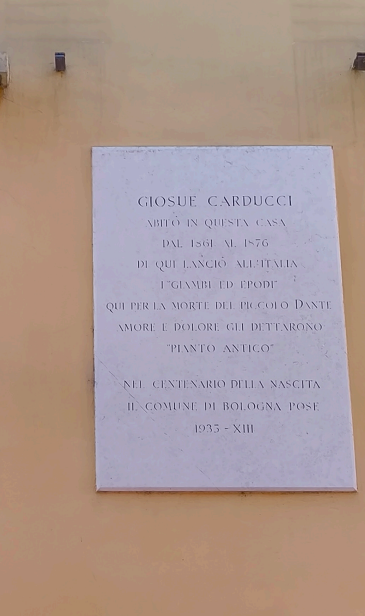 GIOSUE CARDUCCI
ABITÒ IN QUESTA CASA
DAL 1861 AL 1876
DI QUI LANCIÒ ALL'ITALIA
I "GIAMBI ED EPODI"
QUI PER LA MORTE DEL PICCOLO DANTE
AMORE E DOLORE GLI DETTARONO
"PIANTO ANTICO"
NEL CENTENARIO DELLA NASCITA
IL COMUNE DI BOLOGNA POSE
1935 - XIII